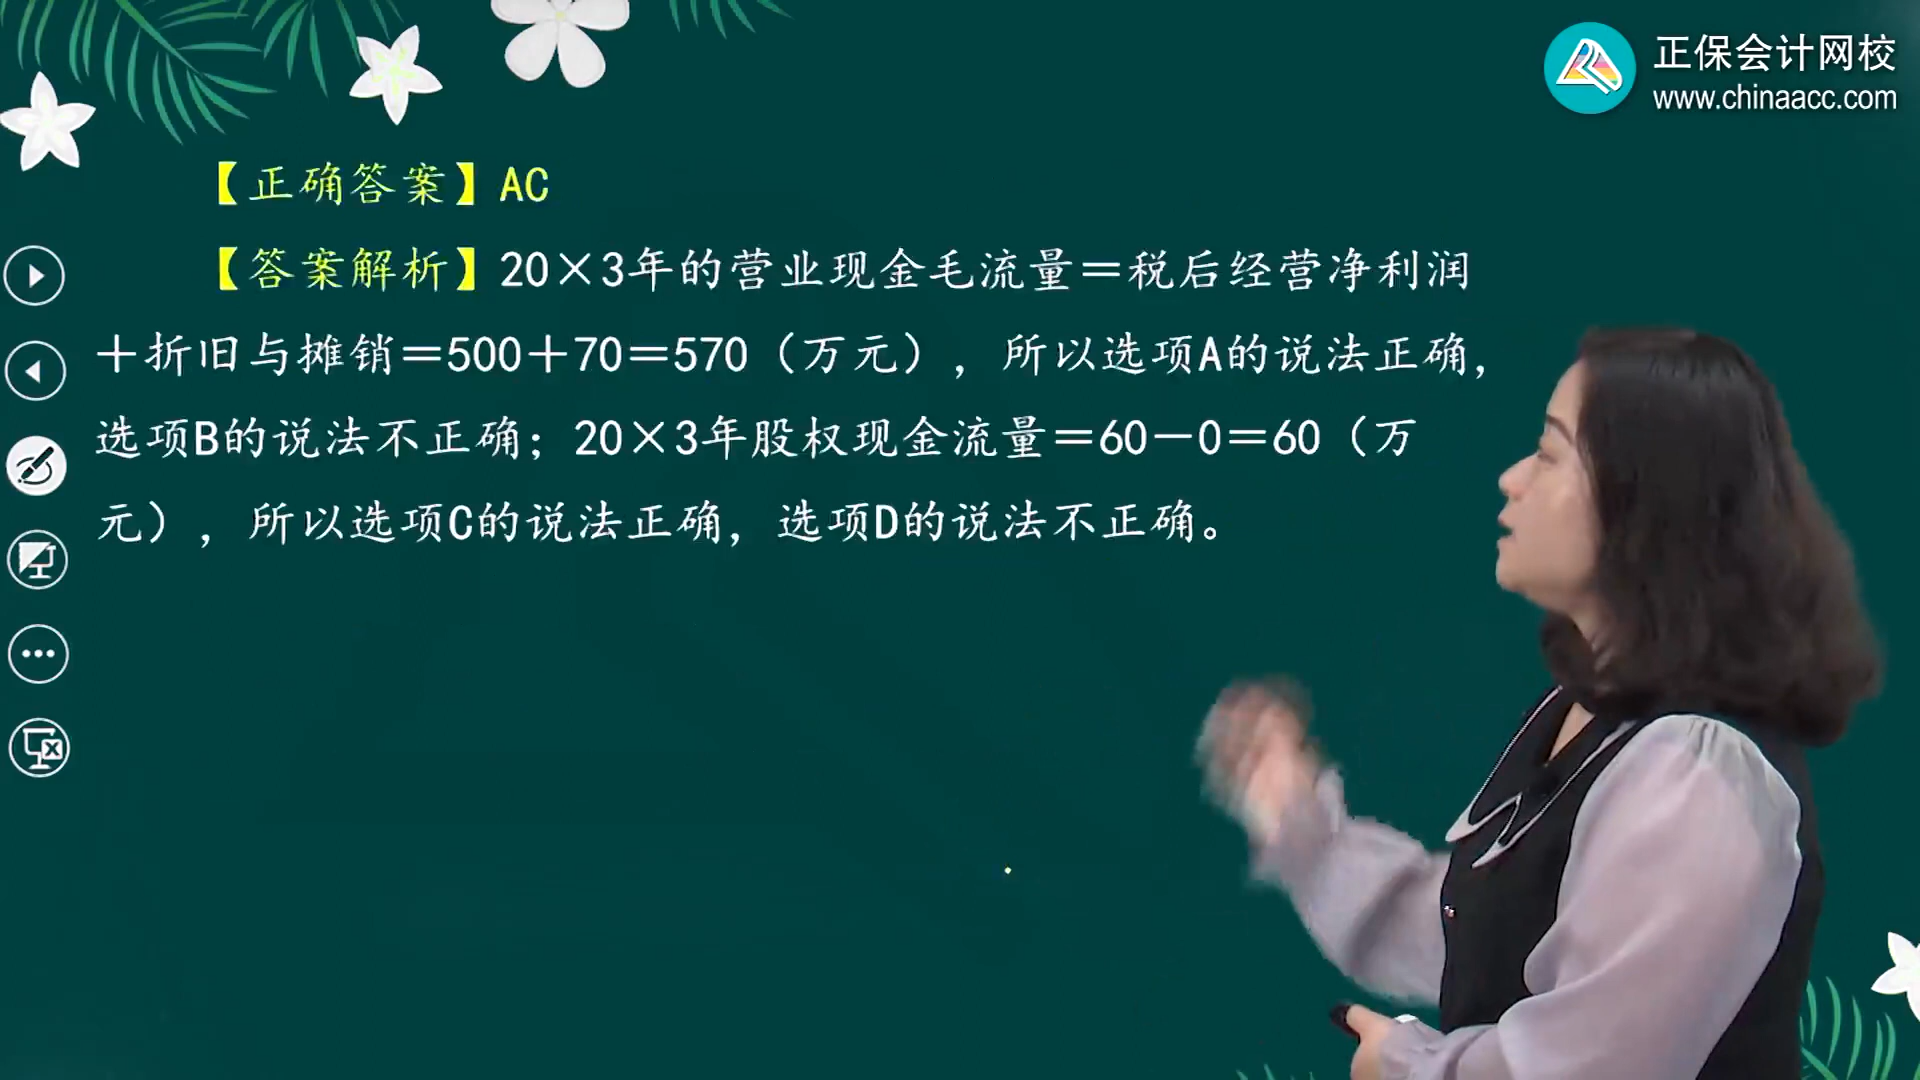 正保会计网校
www.chinaacc.com
【正确答案】AC
【答案解析】20×3年的营业现金毛流量＝税后经营净利润
＋折旧与摊销＝500＋70＝570（万元），所以选项A的说法正确，
选项B的说法不正确；20×3年股权现金流量＝60－0＝60（万
元），所以选项C的说法正确，选项D的说法不正确。